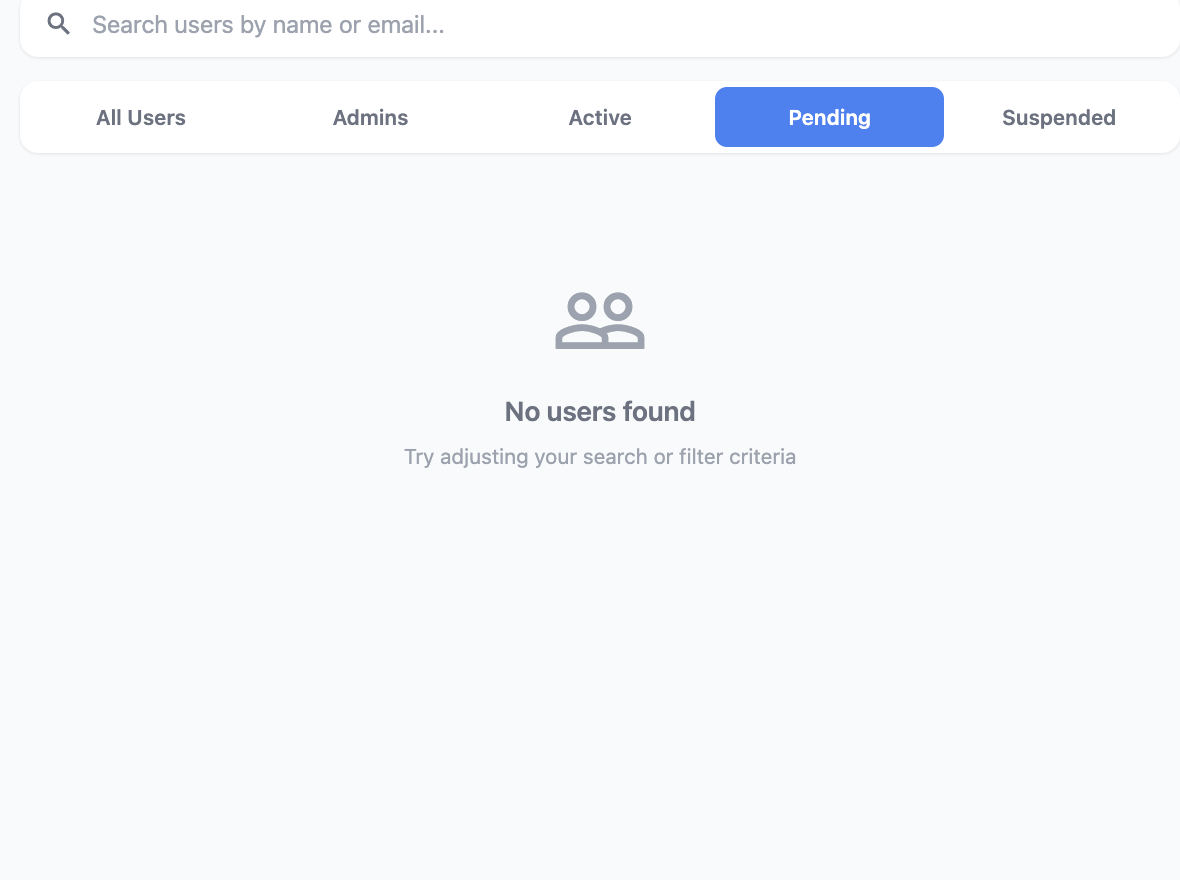 Search users by name or email...
All Users Admins Active Pending Suspended
No users found
Try adjusting your search or filter criteria